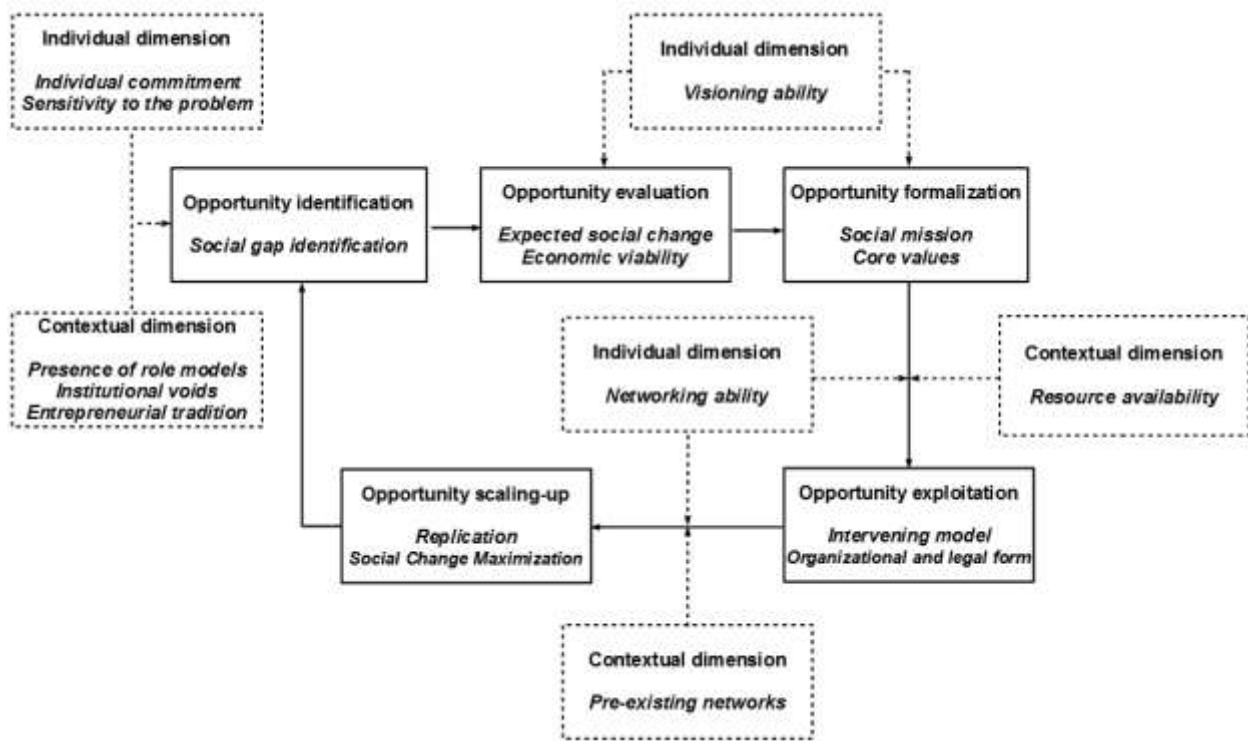 Individual dimension
Individual commitment
Sensitivity to the problem
Individual dimension
Visioning ability
Opportunity identification
Social gap identification
Opportunity evaluation
Expected social change
Economic viability
Opportunity formalization
Social mission
Core values
Contextual dimension
Presence of role models
Institutional voids
Entrepreneurial tradition
Individual dimension
Networking ability
Contextual dimension
Resource availability
Opportunity scaling-up
Replication
Social Change Maximization
Opportunity exploitation
Intervening model
Organizational and legal form
Contextual dimension
Pre-existing networks